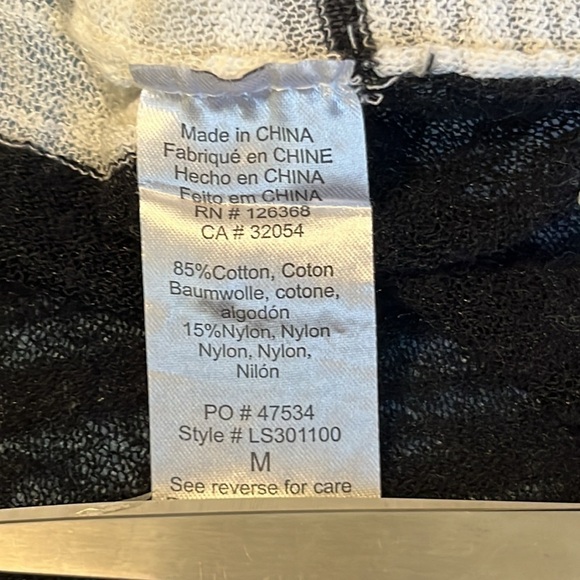 Made in CHINA
Fabriqué en CHINE
Hecho en CHINA
Feito em CHINA
RN # 126368
CA # 32054
85%Cotton, Coton
Baumwolle, cotone,
algodón
15%Nylon, Nylon
Nylon, Nylon,
Nilón
PO # 47534
Style # LS301100
M
See reverse for care